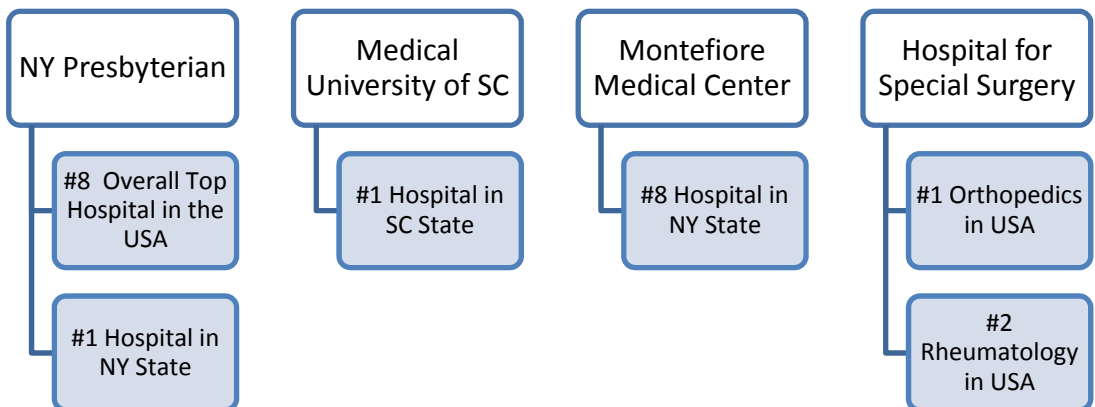 NY Presbyterian
#8 Overall Top
Hospital in the
USA
#1 Hospital in
NY State
Medical
University of SC
#1 Hospital in
SC State
Montefiore
Medical Center
#8 Hospital in
NY State
Hospital for
Special Surgery
#1 Orthopedics
in USA
#2
Rheumatology
in USA